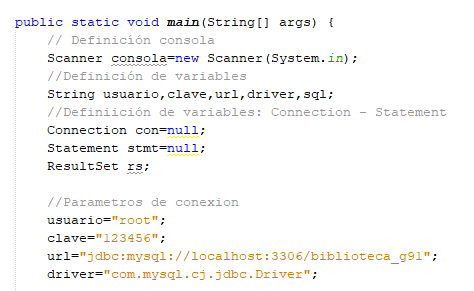 public static void main(String[] args) {
// Definición consola
Scanner consola=new Scanner(System.in);
//Definición de variables
String usuario,clave,url,driver,sql;
//Definiición de variables: Connection - Statement
Connection con=null;
Statement stmt=null;
ResultSet rs;
//Parametros de conexion
usuario="root";
clave="123456";
url="jdbc:mysql://localhost:3306/biblioteca_g91";
driver="com.mysql.cj.jdbc.Driver";